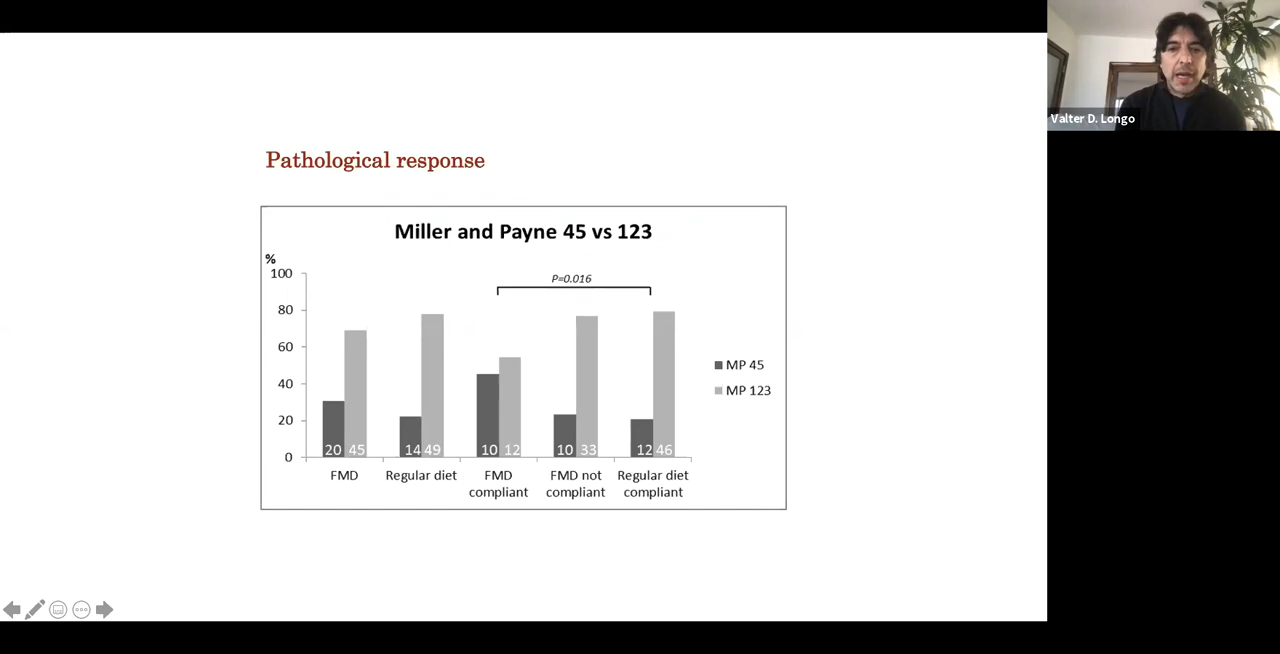 Valter D. Longo
Pathological response
Miller and Payne 45 vs 123
%
100
80
60
40
20
0
P=0.016
20 45
14 49
10 12
10 33
12 46
FMD
Regular diet
FMD
compliant
FMD not
compliant
Regular diet
compliant
MP 45
MP 123